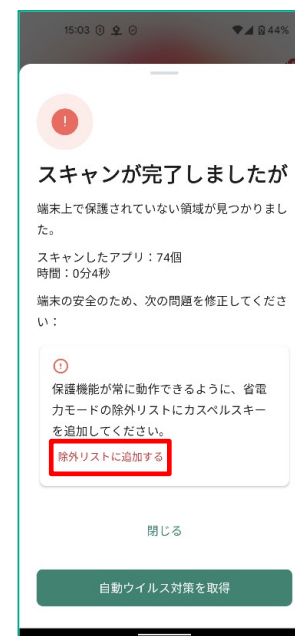 15:03 44%
スキャンが完了しましたが
端末上で保護されていない領域が見つかりまし
た。
スキャンしたアプリ：74個
時間：0分4秒
端末の安全のため、次の問題を修正してくださ
い：
保護機能が常に動作できるように、省電
力モードの除外リストにカスペルスキー
を追加してください。
除外リストに追加する
閉じる
自動ウイルス対策を取得